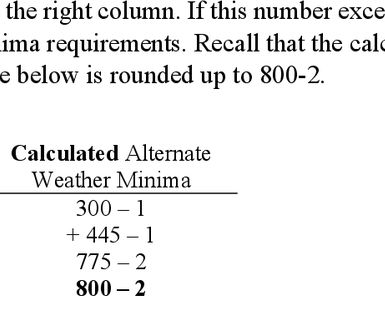 the right column. If this number exce
ima requirements. Recall that the calc
e below is rounded up to 800-2.
Calculated Alternate
Weather Minima
300 – 1
+ 445 – 1
775 – 2
800 – 2